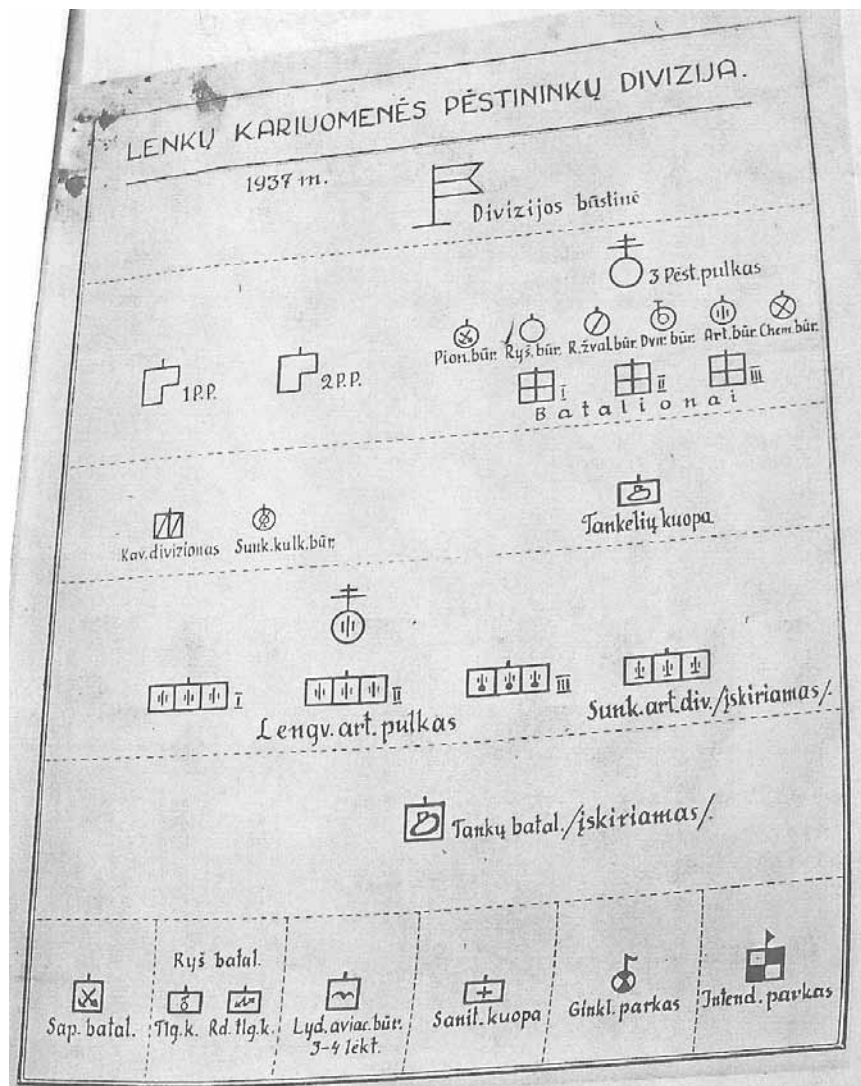 LENKŲ KARIUOMENĖS PĖSTININKŲ DIVIZIJA.
1937 m.
Divizijos būstinė
3 Pėst.pulkas
Pion.būr. Ryš.būr. R.žval.būr. Dvir.būr. Art.būr. Chem.būr.
1 P.P. 2 P.P.
I II III
Batalionai
Kav.divizionas Sunk.kulk.būr. Tankelių kuopa
I II III
Lengv.art.pulkas Sunk.art.div./įskiriamas/.
Tankų batal./įskiriamas/.
Ryš batal.
Sap.batal. Tlg.k. Rd.tlg.k. Lyd.aviac.būr. Sanit.kuopa Ginkl.parkas Intend.parkas
3-4 lėkt.